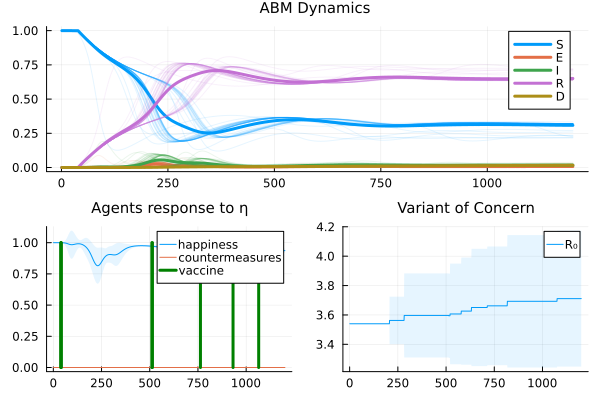 ABM Dynamics
1.00
0.75
0.50
0.25
0.00
S
E
I
R
D
0 250 500 750 1000
Agents response to η
1.00
0.75
0.50
0.25
0.00
happiness
countermeasures
vaccine
0 250 500 750 1000
Variant of Concern
4.2
4.0
3.8
3.6
3.4
R₀
0 250 500 750 1000